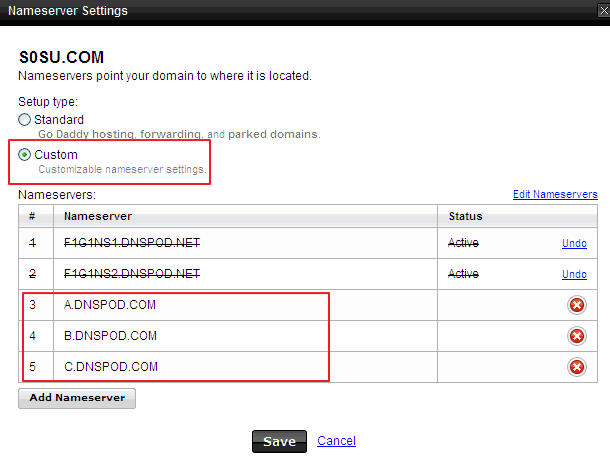 Nameserver Settings
S0SU.COM
Nameservers point your domain to where it is located.
Setup type:
Standard
Go Daddy hosting, forwarding, and parked domains.
Custom
Customizable nameserver settings.
Nameservers: Edit Nameservers
# Nameserver Status
1 F1G1NS1.DNSPOD.NET Active Undo
2 F1G1NS2.DNSPOD.NET Active Undo
3 A.DNSPOD.COM
4 B.DNSPOD.COM
5 C.DNSPOD.COM
Add Nameserver
Save Cancel